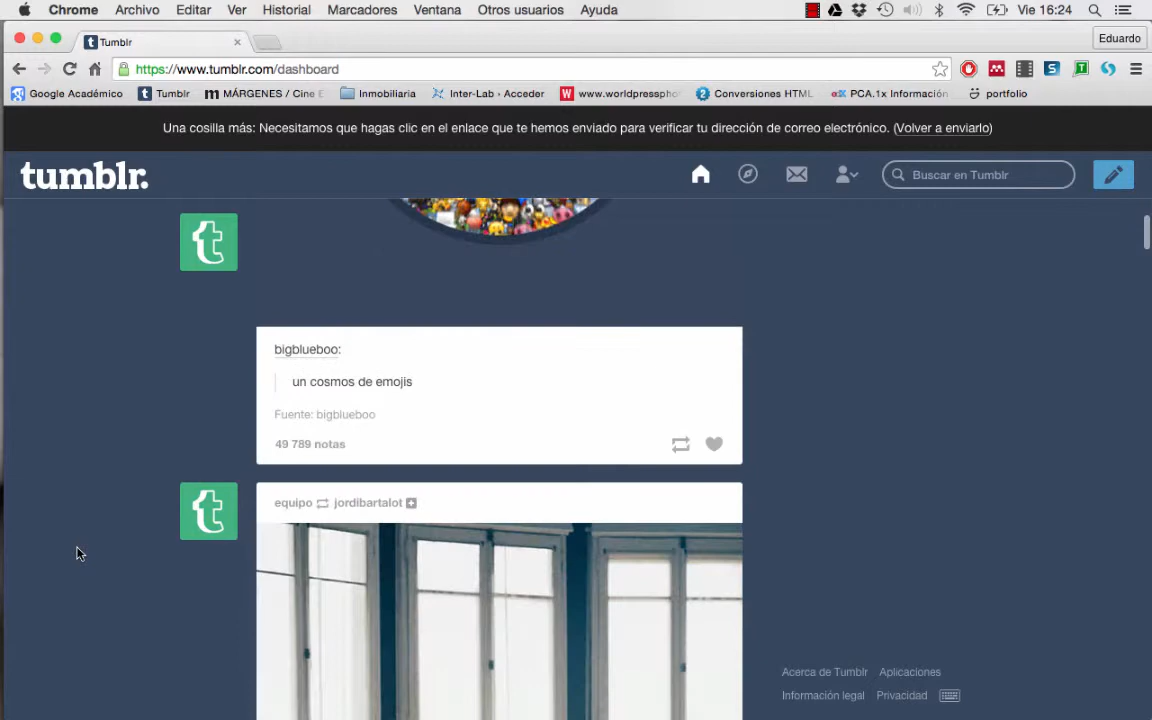 Chrome Archivo Editar Ver Historial Marcadores Ventana Otros usuarios Ayuda Vie 16:24
Tumblr Eduardo
https://www.tumblr.com/dashboard
Google Académico Tumblr MÁRGENES / Cine E Inmobiliaria Inter-Lab › Acceder www.worldpresspho Conversiones HTML PCA.1x Información portfolio
Una cosilla más: Necesitamos que hagas clic en el enlace que te hemos enviado para verificar tu dirección de correo electrónico. (Volver a enviarlo)
tumblr. Buscar en Tumblr
bigblueboo:
un cosmos de emojis
Fuente: bigblueboo
49 789 notas
equipo jordibartalot
Acerca de Tumblr Aplicaciones
Información legal Privacidad